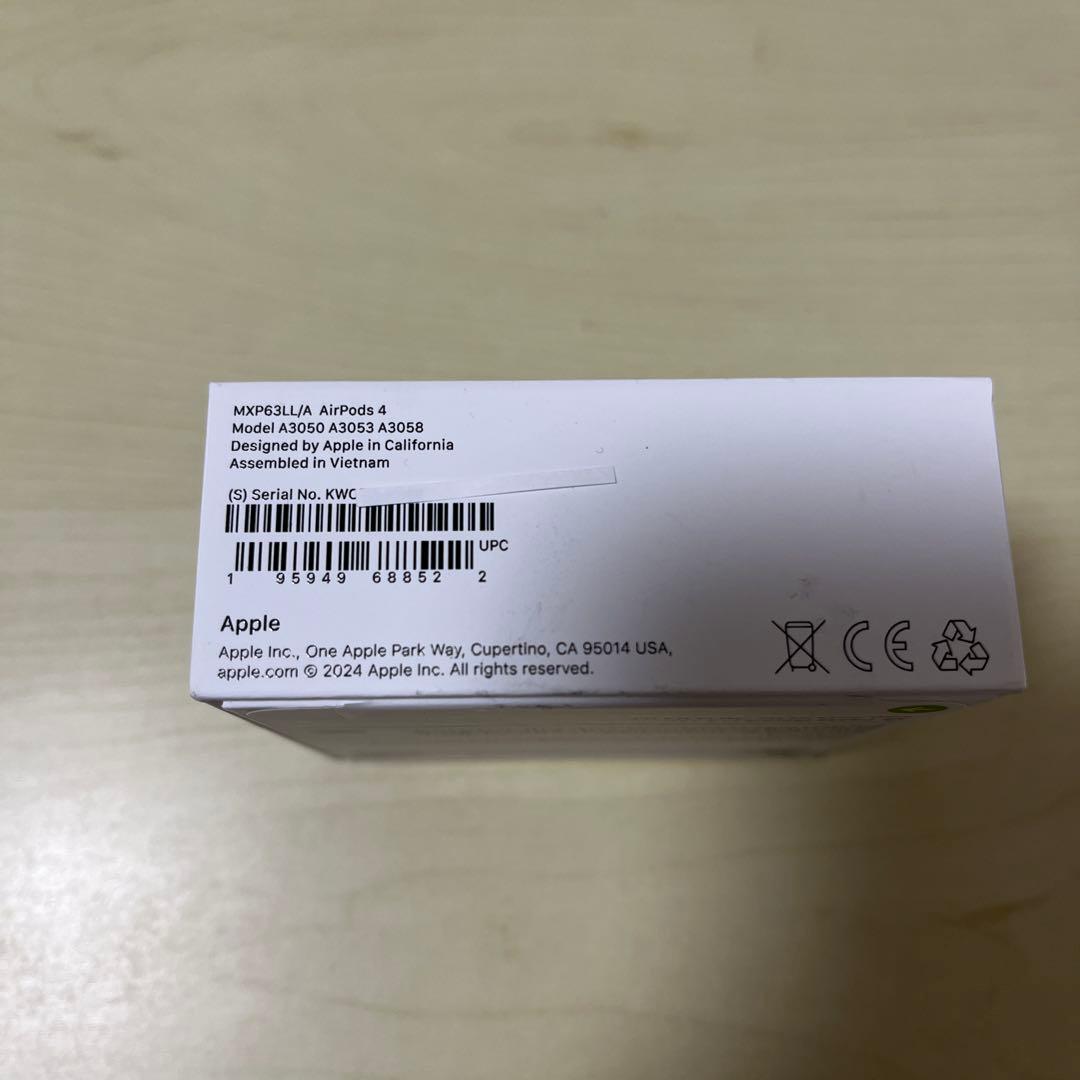 MXP63LL/A AirPods 4
Model A3050 A3053 A3058
Designed by Apple in California
Assembled in Vietnam
(S) Serial No. KWC
UPC
1 95949 68852 2
Apple
Apple Inc., One Apple Park Way, Cupertino, CA 95014 USA,
apple.com © 2024 Apple Inc. All rights reserved.
CE